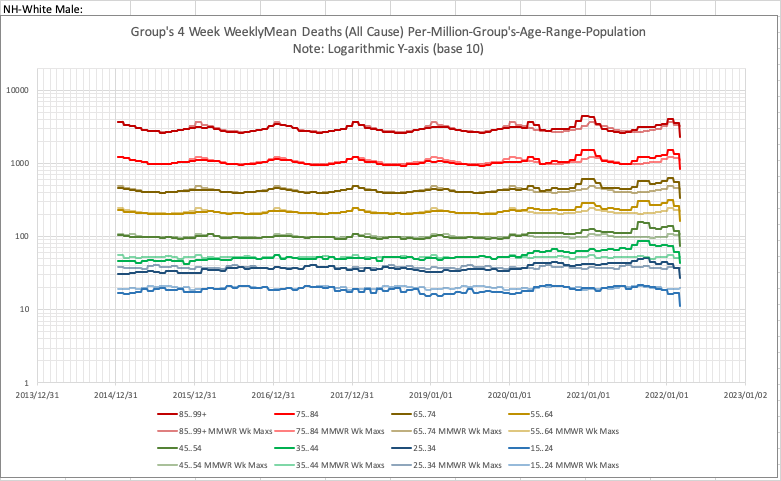 NH-White Male:
Group's 4 Week WeeklyMean Deaths (All Cause) Per-Million-Group's-Age-Range-Population
Note: Logarithmic Y-axis (base 10)
10000
1000
100
10
1
2013/12/31 2014/12/31 2015/12/31 2016/12/31 2017/12/31 2019/01/01 2020/01/01 2021/01/01 2022/01/01 2023/01/02
85..99+ 75..84 65..74 55..64
85..99+ MMWR Wk Maxs 75..84 MMWR Wk Maxs 65..74 MMWR Wk Maxs 55..64 MMWR Wk Maxs
45..54 35..44 25..34 15..24
45..54 MMWR Wk Maxs 35..44 MMWR Wk Maxs 25..34 MMWR Wk Maxs 15..24 MMWR Wk Maxs